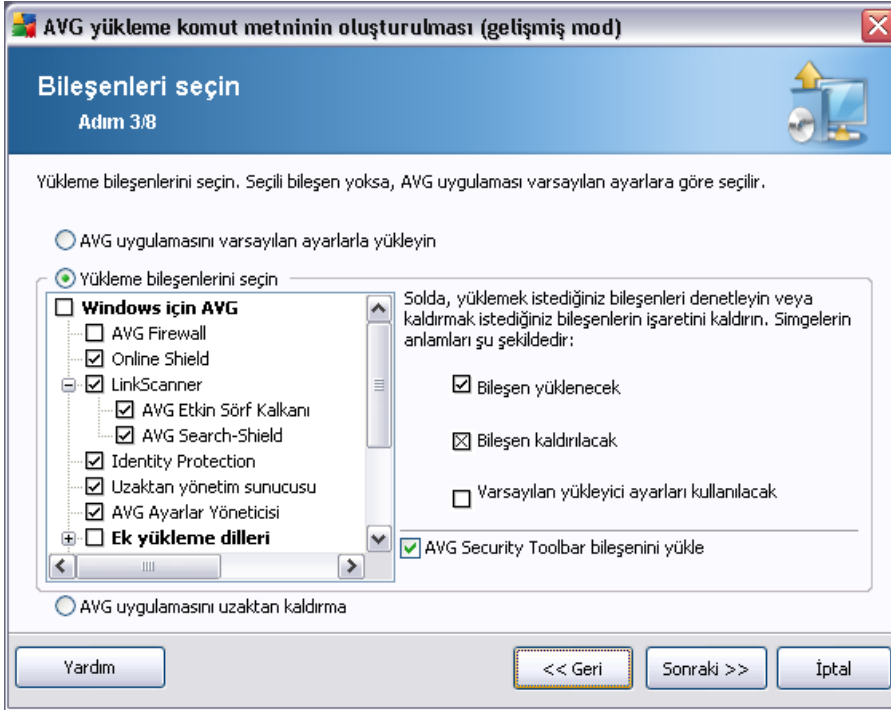 AVG yükleme komut metninin oluşturulması (gelişmiş mod)
Bileşenleri seçin
Adım 3/8
Yükleme bileşenlerini seçin. Seçili bileşen yoksa, AVG uygulaması varsayılan ayarlara göre seçilir.
AVG uygulamasını varsayılan ayarlarla yükleyin
Yükleme bileşenlerini seçin
Windows için AVG
AVG Firewall
Online Shield
LinkScanner
AVG Etkin Sörf Kalkanı
AVG Search-Shield
Identity Protection
Uzaktan yönetim sunucusu
AVG Ayarlar Yöneticisi
Ek yükleme dilleri
Solda, yüklemek istediğiniz bileşenleri denetleyin veya
kaldırmak istediğiniz bileşenlerin işaretini kaldırın. Simgelerin
anlamları şu şekildedir:
Bileşen yüklenecek
Bileşen kaldırılacak
Varsayılan yükleyici ayarları kullanılacak
AVG Security Toolbar bileşenini yükle
AVG uygulamasını uzaktan kaldırma
Yardım
<< Geri
Sonraki >>
İptal